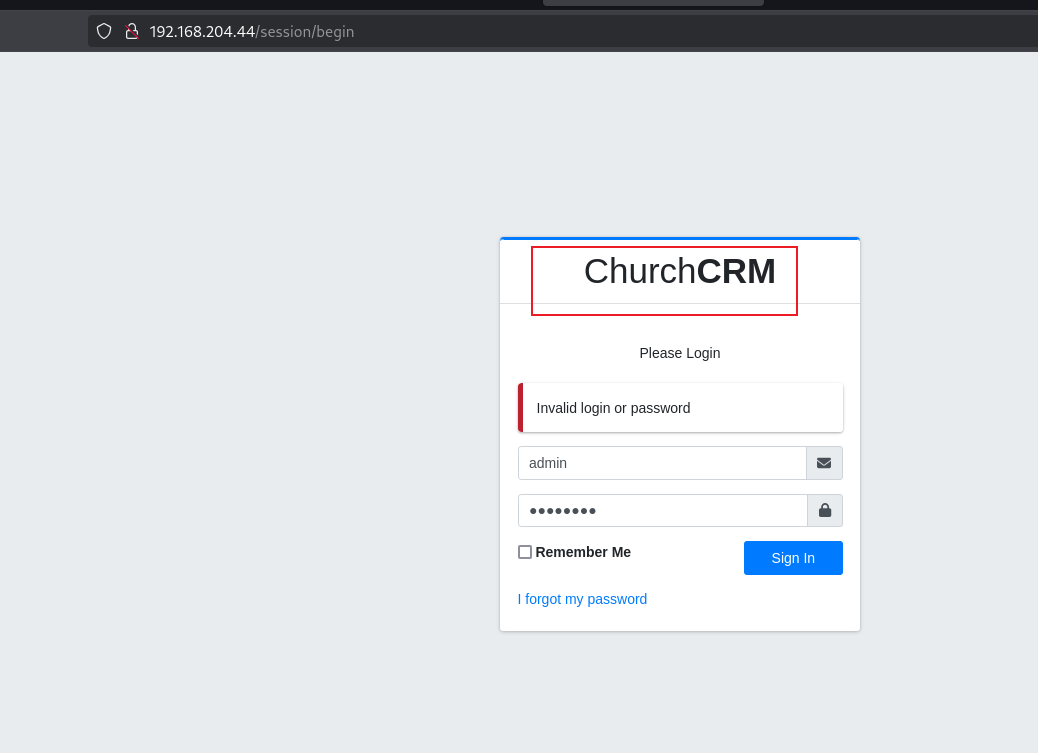 192.168.204.44/session/begin
ChurchCRM
Please Login
Invalid login or password
admin
●●●●●●●●
Remember Me
Sign In
I forgot my password